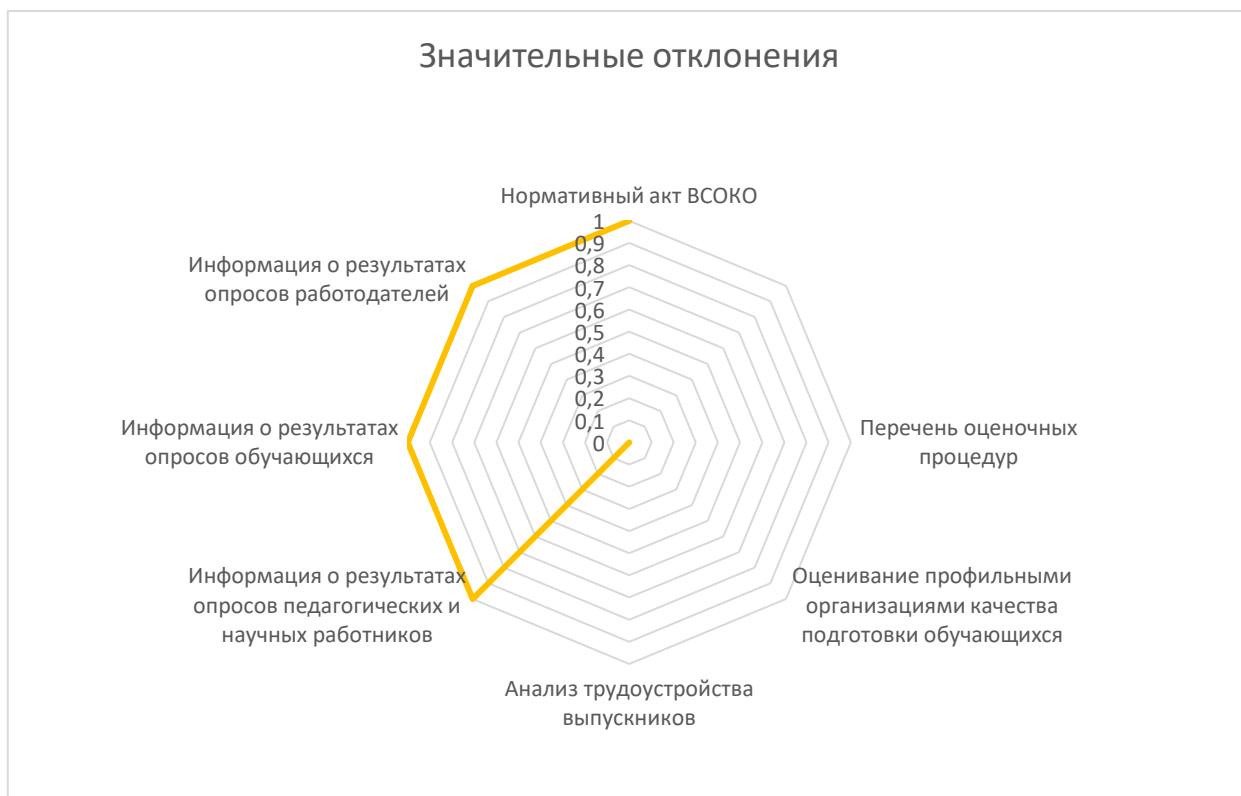 Значительные отклонения
Нормативный акт ВСОКО
1
0,9
0,8
0,7
0,6
0,5
0,4
0,3
0,2
0,1
0
Перечень оценочных
процедур
Оценивание профильными
организациями качества
подготовки обучающихся
Анализ трудоустройства
выпускников
Информация о результатах
опросов педагогических и
научных работников
Информация о результатах
опросов обучающихся
Информация о результатах
опросов работодателей